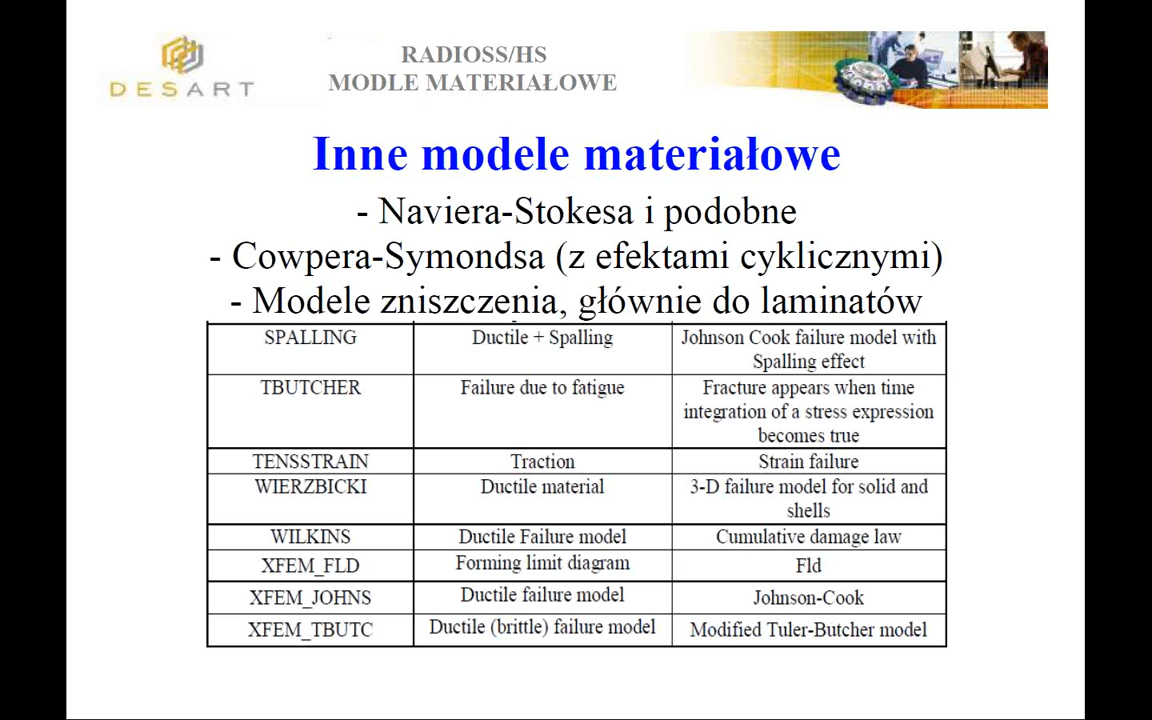 DESART
RADIOSS/HS
MODLE MATERIAŁOWE
Inne modele materiałowe
- Naviera-Stokesa i podobne
- Cowpera-Symondsa (z efektami cyklicznymi)
- Modele zniszczenia, głównie do laminatów
SPALLING Ductile + Spalling Johnson Cook failure model with
Spalling effect
TBUTCHER Failure due to fatigue Fracture appears when time
integration of a stress expression
becomes true
TENSSTRAIN Traction Strain failure
WIERZBICKI Ductile material 3-D failure model for solid and
shells
WILKINS Ductile Failure model Cumulative damage law
XFEM_FLD Forming limit diagram Fld
XFEM_JOHNS Ductile failure model Johnson-Cook
XFEM_TBUTC Ductile (brittle) failure model Modified Tuler-Butcher model